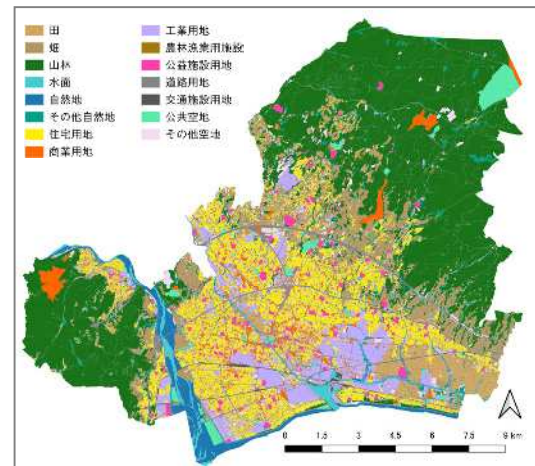 田
畑
山林
水面
自然地
その他自然地
住宅用地
商業用地
工業用地
農林漁業用施設
公益施設用地
道路用地
交通施設用地
公共空地
その他空地
0 1.5 3 4.5 6 7.5 9 km